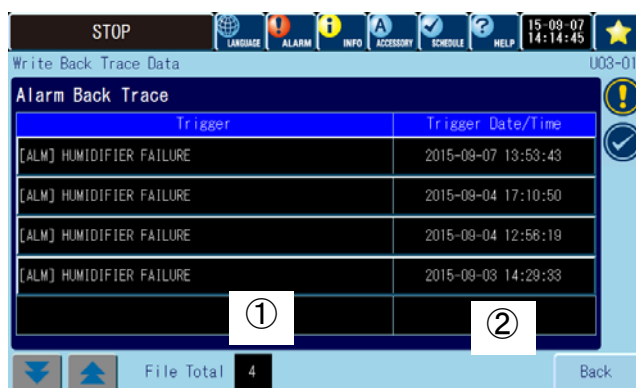 STOP LANGUAGE ALARM INFO ACCESSORY SCHEDULE HELP 15-09-07
14:14:45
Write Back Trace Data U03-01
Alarm Back Trace
Trigger Trigger Date/Time
[ALM] HUMIDIFIER FAILURE 2015-09-07 13:53:43
[ALM] HUMIDIFIER FAILURE 2015-09-04 17:10:50
[ALM] HUMIDIFIER FAILURE 2015-09-04 12:56:19
[ALM] HUMIDIFIER FAILURE 2015-09-03 14:29:33
① ②
File Total 4 Back